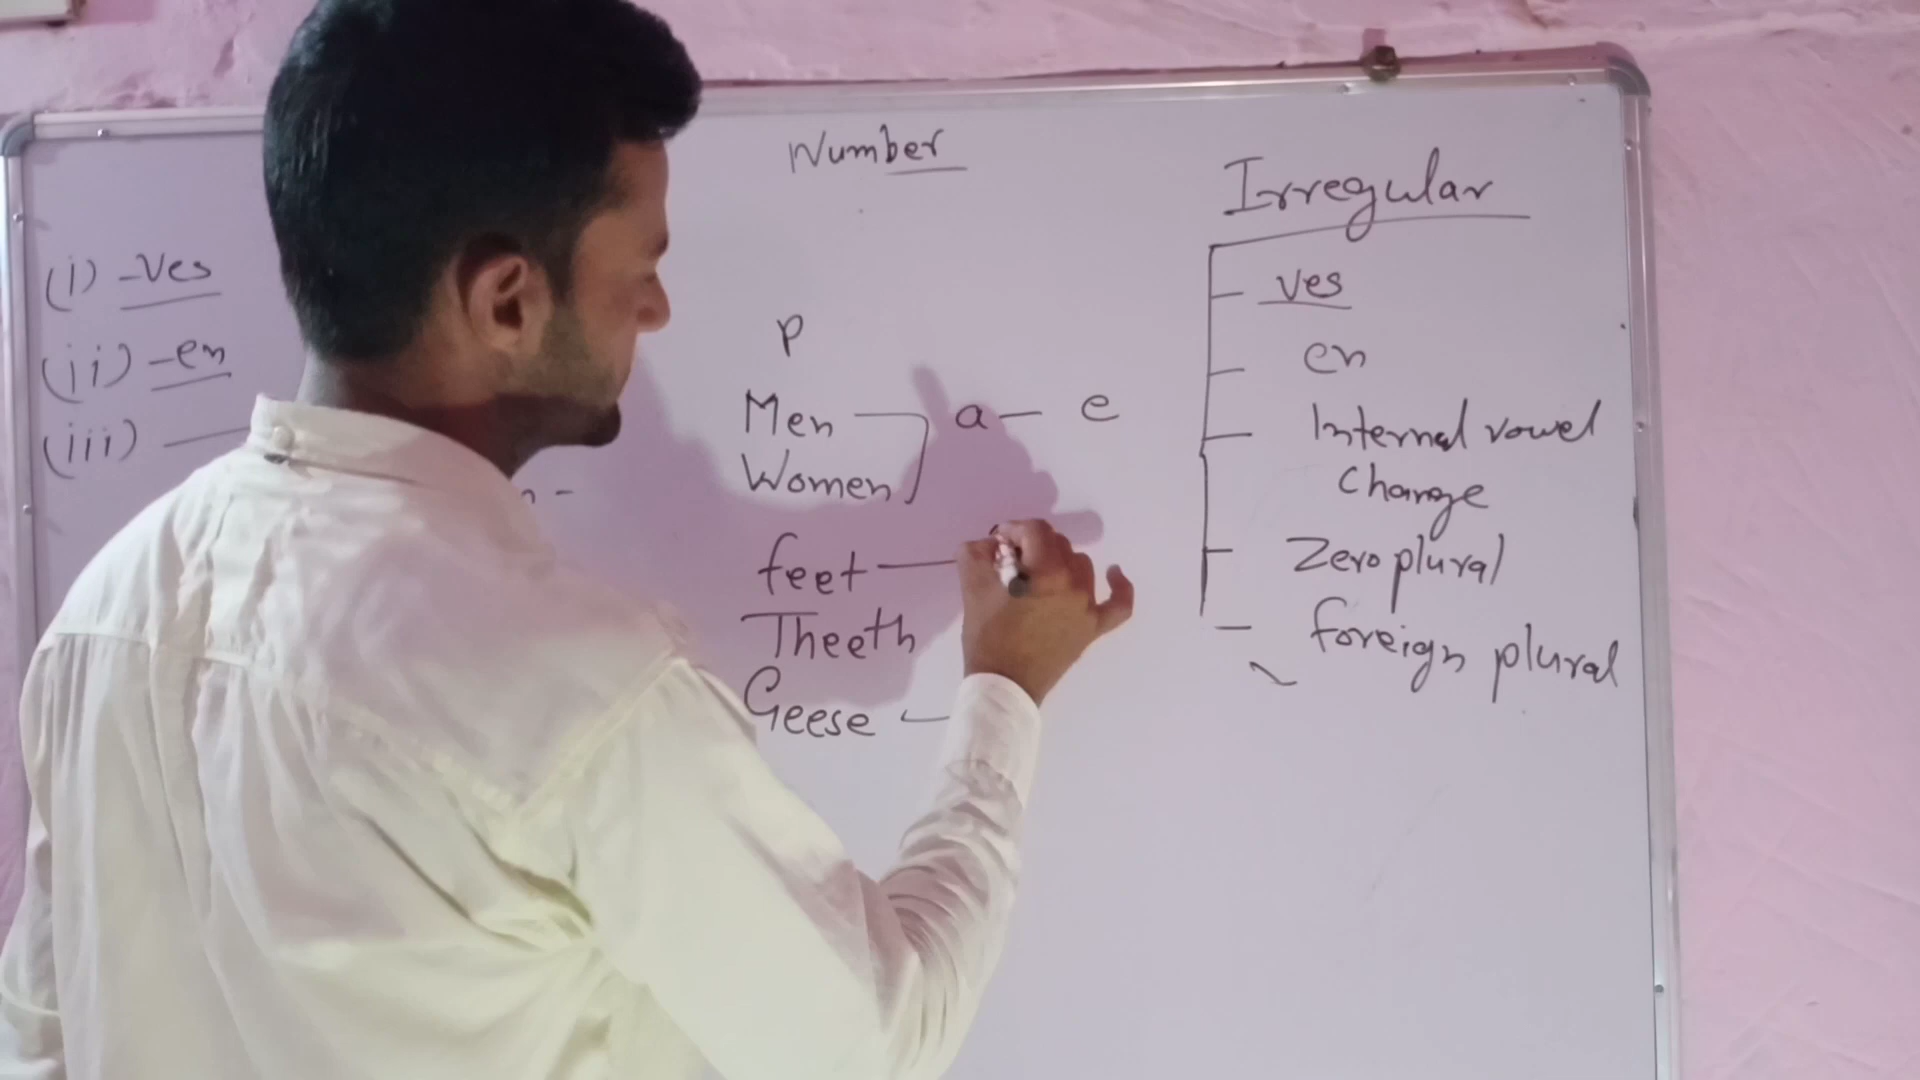 Number
(i) -ves
(ii) -en
(iii)
P
Men a - e
Women
feet
Theeth
Geese
Irregular
ves
en
Internal vowel
Change
Zero plural
foreign plural